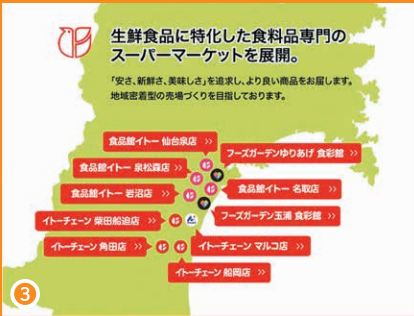 生鮮食品に特化した食料品専門の
スーパーマーケットを展開。
「安さ、新鮮さ、美味しさ」を追求し、より良い商品をお届します。
地域密着型の売場づくりを目指しております。
食品館イトー 仙台泉店 >>
フーズガーデンゆりあげ 食彩館 >>
食品館イトー 泉松森店 >>
食品館イトー 名取店 >>
食品館イトー 岩沼店 >>
フーズガーデン玉浦 食彩館 >>
イトーチェーン 柴田船迫店 >>
イトーチェーン マルコ店 >>
イトーチェーン 角田店 >>
イトーチェーン 船岡店 >>
3